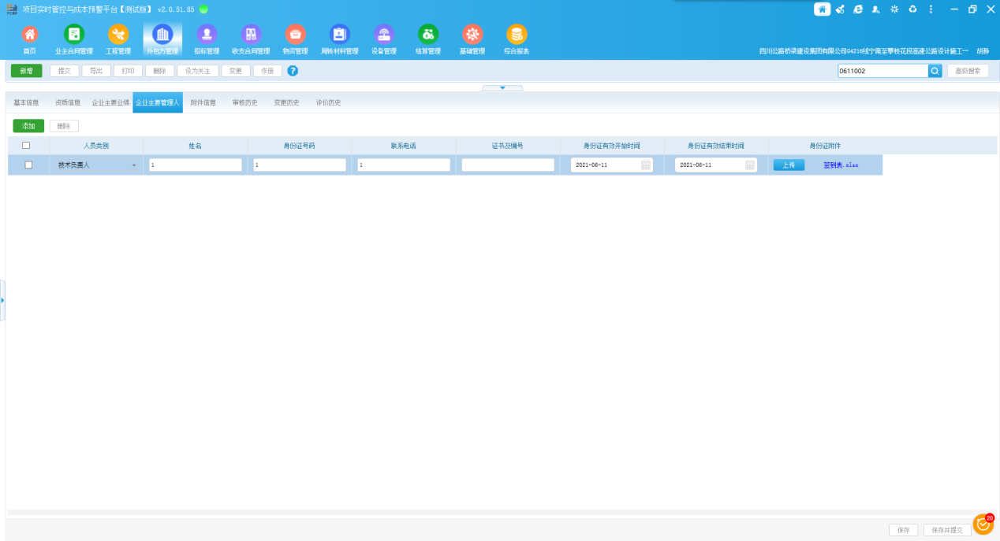 项目实时管控与成本预警平台【测试版】 v2.0.51.85
首页 业主合同管理 工程管理 外包方管理 招标管理 收支合同管理 物资管理 周转材料管理 设备管理 结算管理 基础管理 综合报表
四川公路桥梁建设集团有限公司G4216线宁南至攀枝花段高速公路设计施工… 胡静
新增 提交 导出 打印 删除 设为关注 变更 作废 ? 0611002 高级搜索
基本信息 资质信息 企业主要业绩 企业主要管理人 附件信息 审核历史 变更历史 评价历史
添加 删除
人员类别 姓名 身份证号码 联系电话 证书及编号 身份证有效开始时间 身份证有效结束时间 身份证附件
技术负责人 1 1 1 2021-06-11 2021-06-11 上传 签到表.xlsx
保存 保存并提交 20